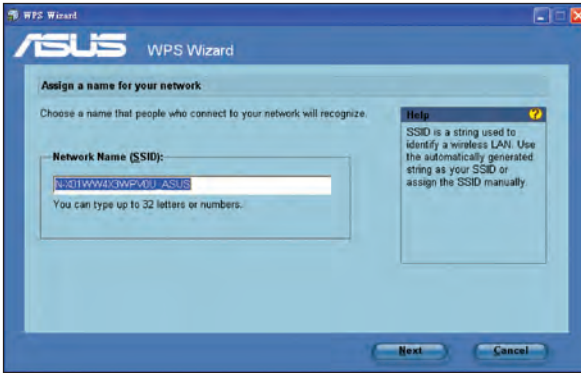 WPS Wizard
ASUS WPS Wizard
Assign a name for your network
Choose a name that people who connect to your network will recognize.
Network Name (SSID):
You can type up to 32 letters or numbers.
Help
SSID is a string used to
identify a wireless LAN. Use
the automatically generated
string as your SSID or
assign the SSID manually.
Next
Cancel